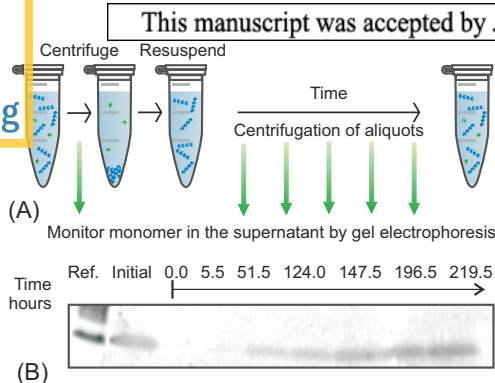 This manuscript was accepted by
Centrifuge Resuspend
g
Time
Centrifugation of aliquots
(A)
Monitor monomer in the supernatant by gel electrophoresis
Ref. Initial 0.0 5.5 51.5 124.0 147.5 196.5 219.5
Time
hours
(B)